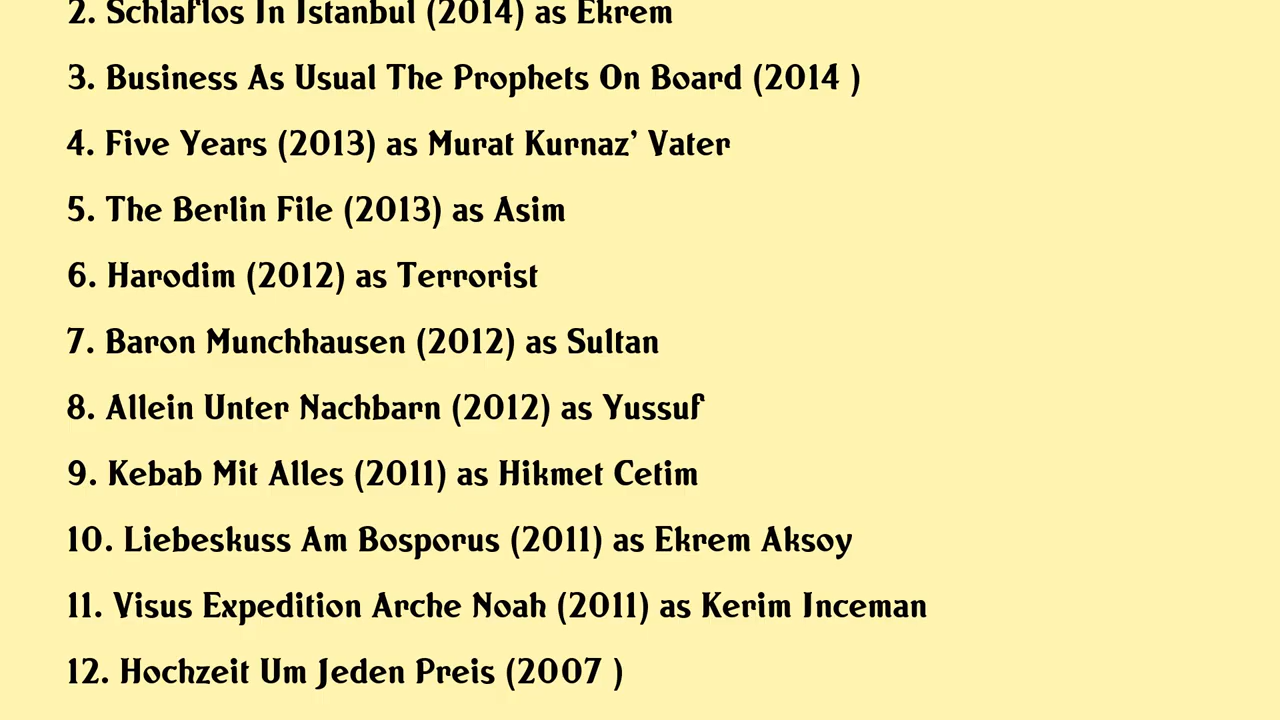 2. Schlaflos In Istanbul (2014) as Ekrem
3. Business As Usual The Prophets On Board (2014 )
4. Five Years (2013) as Murat Kurnaz’ Vater
5. The Berlin File (2013) as Asim
6. Harodim (2012) as Terrorist
7. Baron Munchhausen (2012) as Sultan
8. Allein Unter Nachbarn (2012) as Yussuf
9. Kebab Mit Alles (2011) as Hikmet Cetim
10. Liebeskuss Am Bosporus (2011) as Ekrem Aksoy
11. Visus Expedition Arche Noah (2011) as Kerim Inceman
12. Hochzeit Um Jeden Preis (2007 )